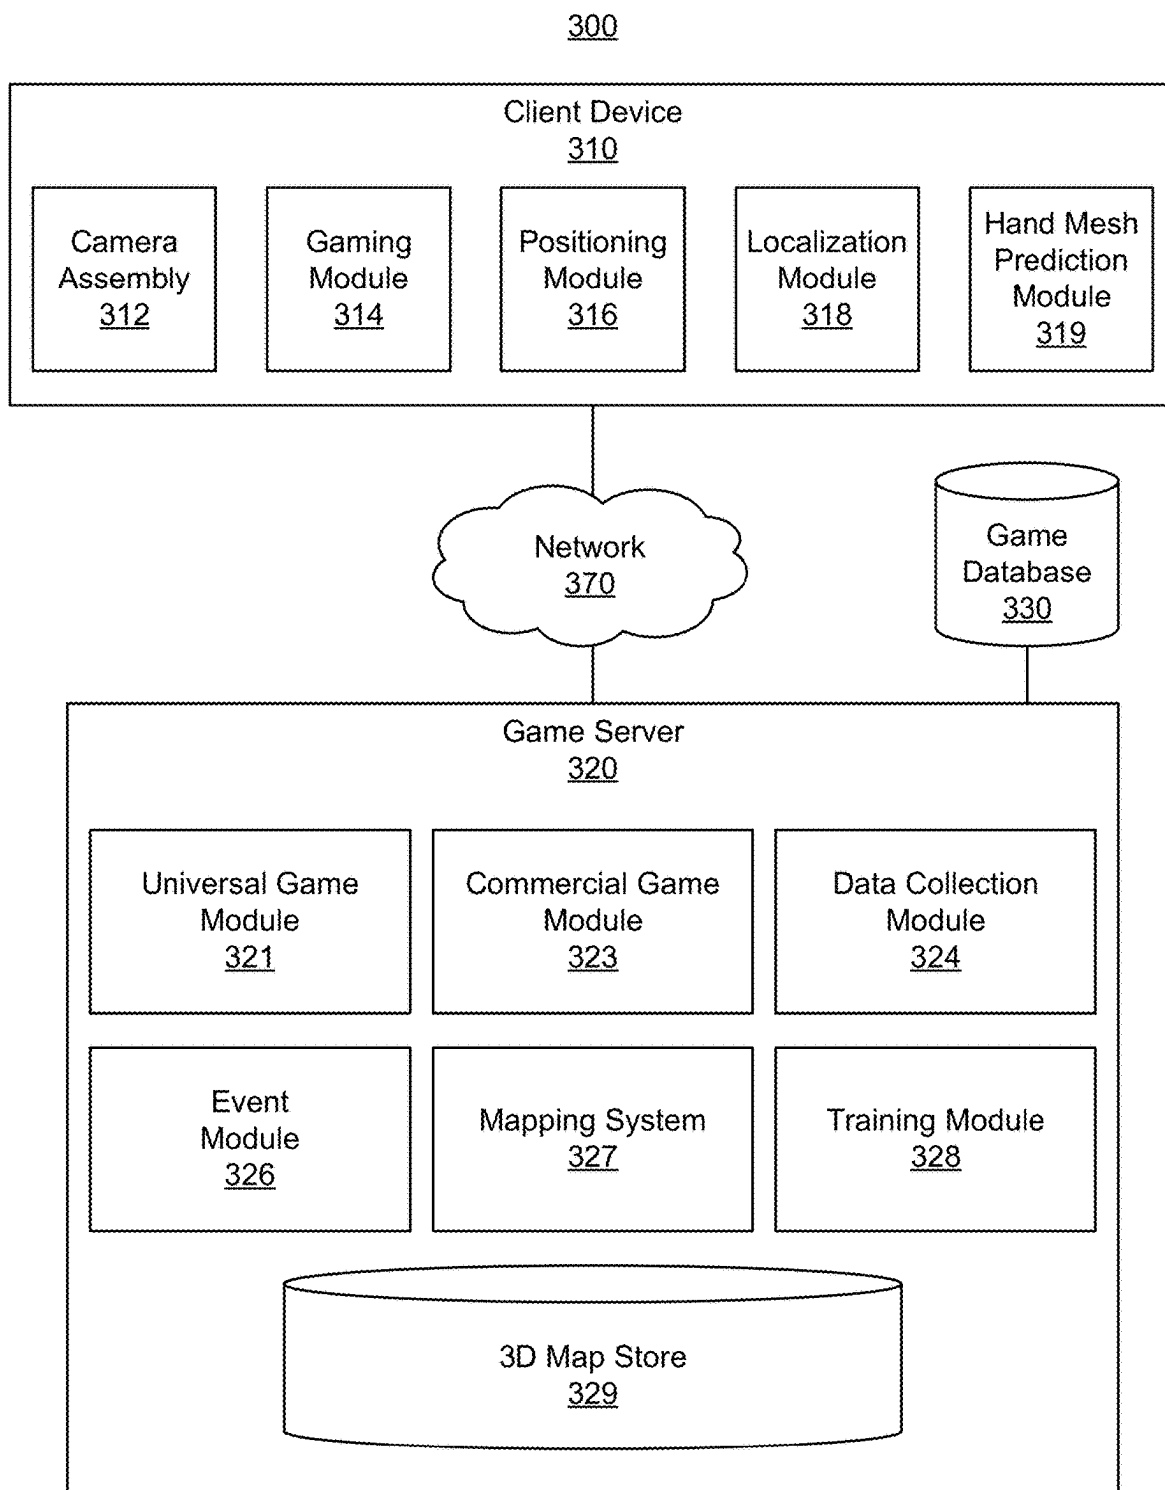 300
Client Device
310
Camera
Assembly
312
Gaming
Module
314
Positioning
Module
316
Localization
Module
318
Hand Mesh
Prediction
Module
319
Network
370
Game
Database
330
Game Server
320
Universal Game
Module
321
Commercial Game
Module
323
Data Collection
Module
324
Event
Module
326
Mapping System
327
Training Module
328
3D Map Store
329